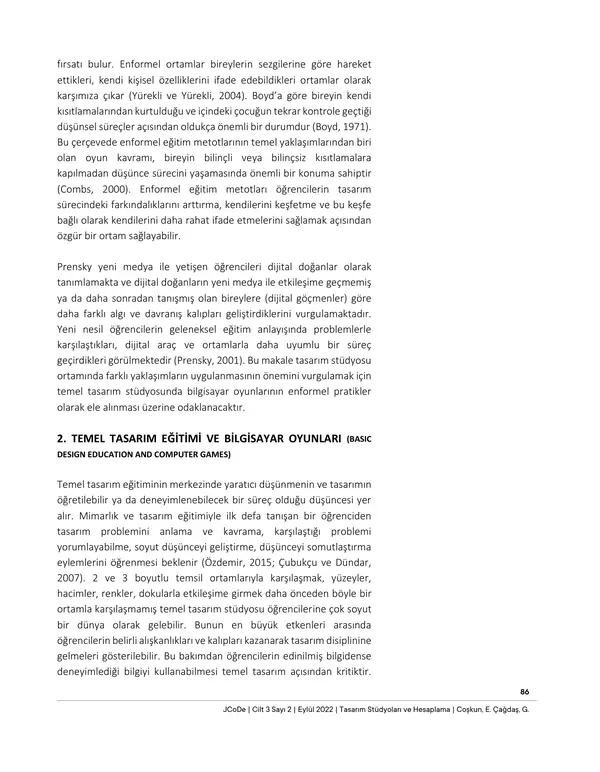 fırsatı bulur. Enformel ortamlar bireylerin sezgilerine göre hareket
ettikleri, kendi kişisel özelliklerini ifade edebildikleri ortamlar olarak
karşımıza çıkar (Yürekli ve Yürekli, 2004). Boyd’a göre bireyin kendi
kısıtlamalarından kurtulduğu ve içindeki çocuğun tekrar kontrole geçtiği
düşünsel süreçler açısından oldukça önemli bir durumdur (Boyd, 1971).
Bu çerçevede enformel eğitim metotlarının temel yaklaşımlarından biri
olan oyun kavramı, bireyin bilinçli veya bilinçsiz kısıtlamalara
kapılmadan düşünce sürecini yaşamasında önemli bir konuma sahiptir
(Combs, 2000). Enformel eğitim metotları öğrencilerin tasarım
sürecindeki farkındalıklarını arttırma, kendilerini keşfetme ve bu keşfe
bağlı olarak kendilerini daha rahat ifade etmelerini sağlamak açısından
özgür bir ortam sağlayabilir.
Prensky yeni medya ile yetişen öğrencileri dijital doğanlar olarak
tanımlamakta ve dijital doğanların yeni medya ile etkileşime geçmemiş
ya da daha sonradan tanışmış olan bireylere (dijital göçmenler) göre
daha farklı algı ve davranış kalıpları geliştirdiklerini vurgulamaktadır.
Yeni nesil öğrencilerin geleneksel eğitim anlayışında problemlerle
karşılaştıkları, dijital araç ve ortamlarla daha uyumlu bir süreç
geçirdikleri görülmektedir (Prensky, 2001). Bu makale tasarım stüdyosu
ortamında farklı yaklaşımların uygulanmasının önemini vurgulamak için
temel tasarım stüdyosunda bilgisayar oyunlarının enformel pratikler
olarak ele alınması üzerine odaklanacaktır.
2. TEMEL TASARIM EĞİTİMİ VE BİLGİSAYAR OYUNLARI (BASIC
DESIGN EDUCATION AND COMPUTER GAMES)
Temel tasarım eğitiminin merkezinde yaratıcı düşünmenin ve tasarımın
öğretilebilir ya da deneyimlenebilecek bir süreç olduğu düşüncesi yer
alır. Mimarlık ve tasarım eğitimiyle ilk defa tanışan bir öğrenciden
tasarım problemini anlama ve kavrama, karşılaştığı problemi
yorumlayabilme, soyut düşünceyi geliştirme, düşünceyi somutlaştırma
eylemlerini öğrenmesi beklenir (Özdemir, 2015; Çubukçu ve Dündar,
2007). 2 ve 3 boyutlu temsil ortamlarıyla karşılaşmak, yüzeyler,
hacimler, renkler, dokularla etkileşime girmek daha önceden böyle bir
ortamla karşılaşmamış temel tasarım stüdyosu öğrencilerine çok soyut
bir dünya olarak gelebilir. Bunun en büyük etkenleri arasında
öğrencilerin belirli alışkanlıkları ve kalıpları kazanarak tasarım disiplinine
gelmeleri gösterilebilir. Bu bakımdan öğrencilerin edinilmiş bilgidense
deneyimlediği bilgiyi kullanabilmesi temel tasarım açısından kritiktir.
86
JCoDe | Cilt 3 Sayı 2 | Eylül 2022 | Tasarım Stüdyoları ve Hesaplama | Coşkun, E. Çağdaş, G.